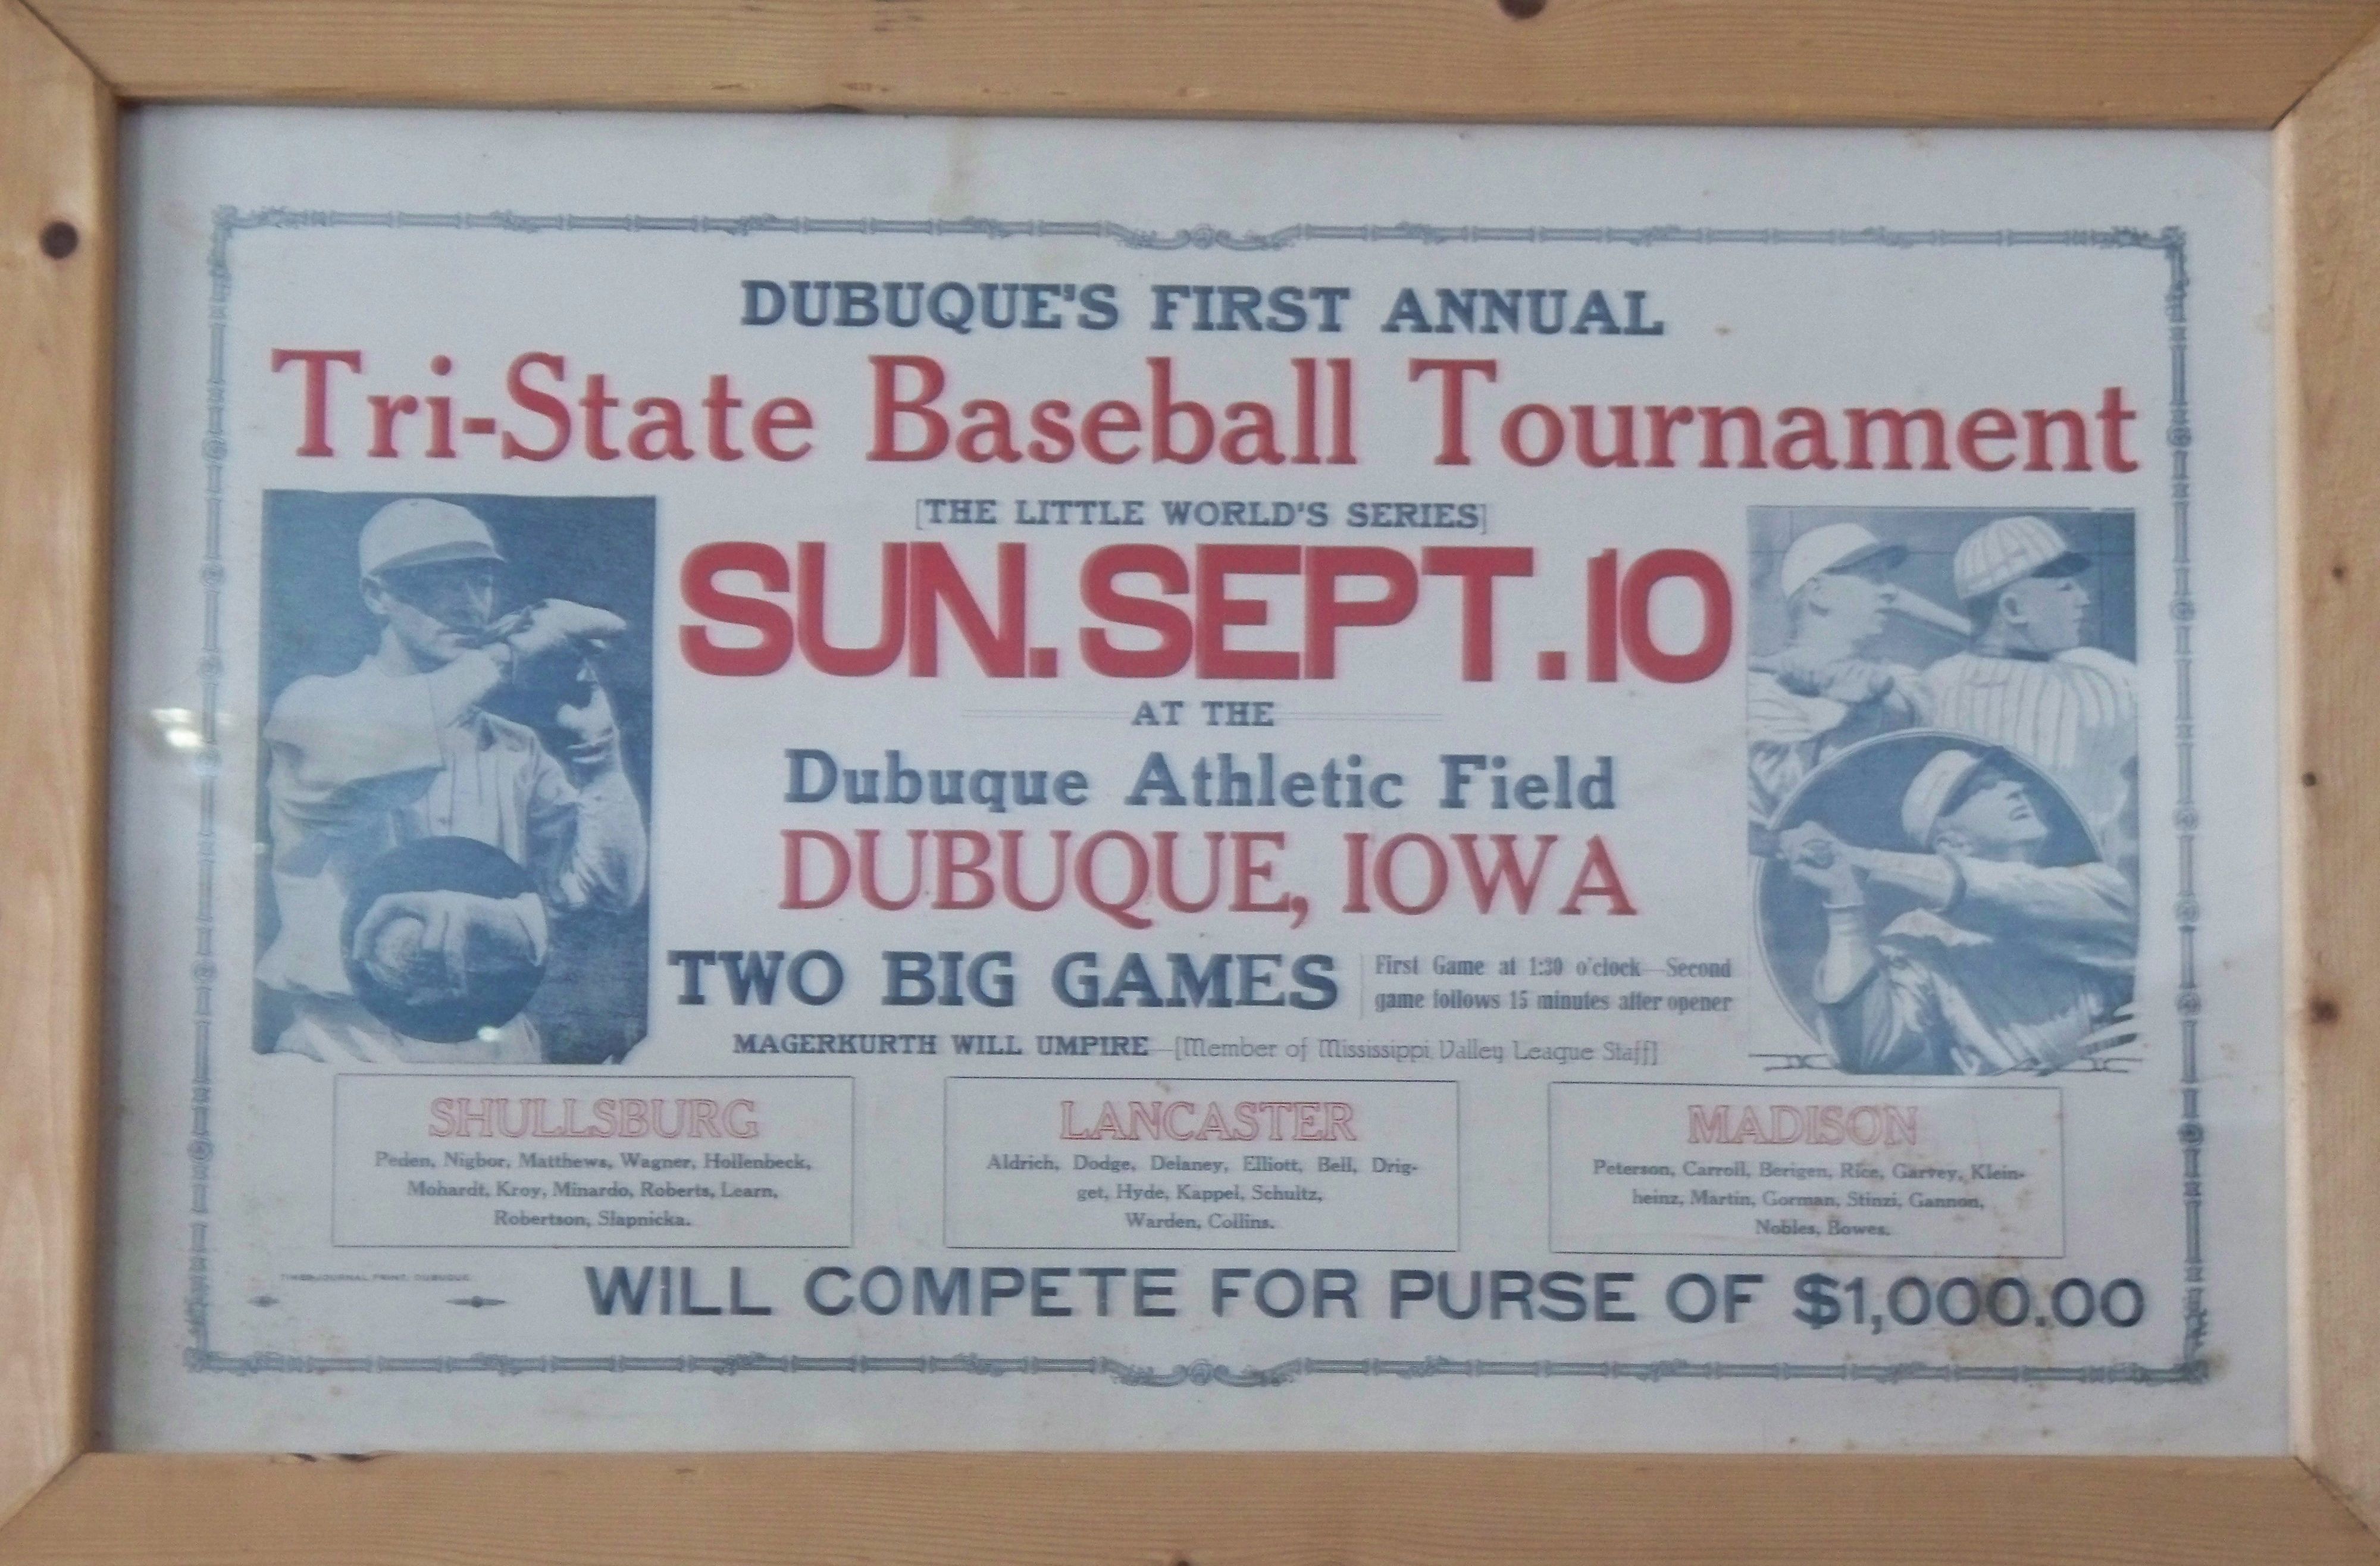 DUBUQUE'S FIRST ANNUAL
Tri-State Baseball Tournament
[THE LITTLE WORLD'S SERIES]
SUN. SEPT. 10
AT THE
Dubuque Athletic Field
DUBUQUE, IOWA
TWO BIG GAMES
First Game at 1:30 o'clock—Second
game follows 15 minutes after opener
MAGERKURTH WILL UMPIRE—[Member of Mississippi Valley League Staff]
SHULLSBURG
Peden, Nigbor, Matthews, Wagner, Hollenbeck,
Mohardt, Kroy, Minardo, Roberts, Learn,
Robertson, Slapnicka.
LANCASTER
Aldrich, Dodge, Delaney, Elliott, Bell, Drig-
get, Hyde, Kappel, Schultz,
Warden, Collins.
MADISON
Peterson, Carroll, Berigen, Rice, Garvey, Klein-
heinz, Martin, Gorman, Stinzi, Gannon,
Nobles, Bowes.
TIMES-JOURNAL PRINT, DUBUQUE
WILL COMPETE FOR PURSE OF $1,000.00